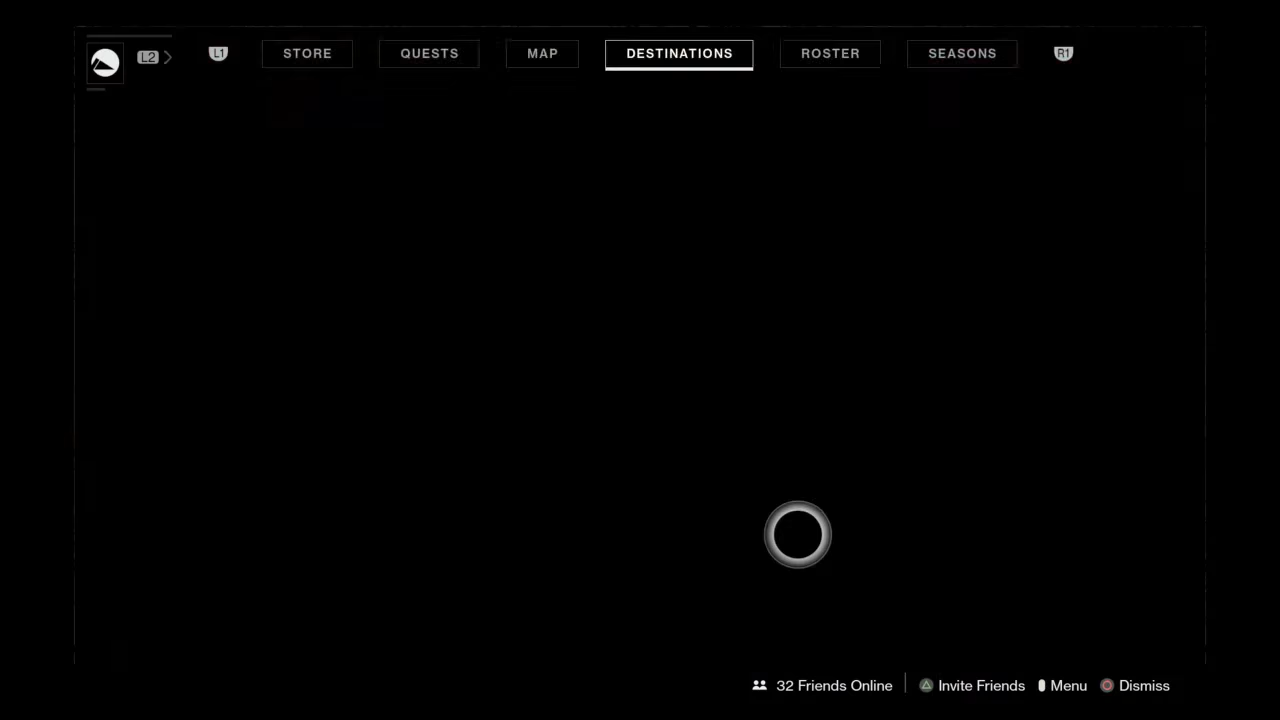 L2 L1 STORE QUESTS MAP DESTINATIONS ROSTER SEASONS R1
32 Friends Online Invite Friends Menu Dismiss